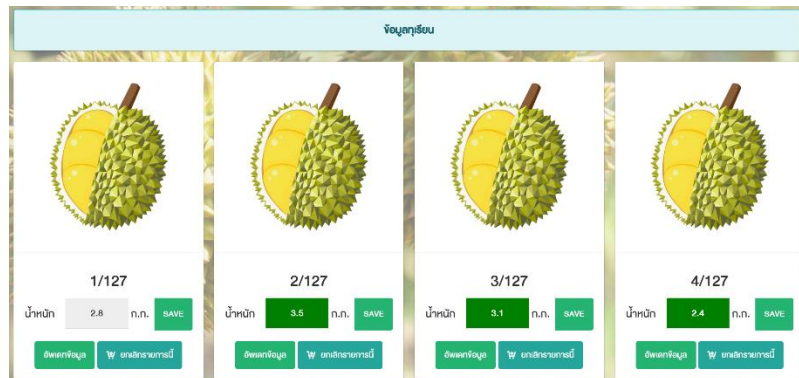 ข้อมูลทุเรียน
1/127
น้ำหนัก 2.8 ก.ก. SAVE
อัพเดทข้อมูล ยกเลิกรายการนี้
2/127
น้ำหนัก 3.5 ก.ก. SAVE
อัพเดทข้อมูล ยกเลิกรายการนี้
3/127
น้ำหนัก 3.1 ก.ก. SAVE
อัพเดทข้อมูล ยกเลิกรายการนี้
4/127
น้ำหนัก 2.4 ก.ก. SAVE
อัพเดทข้อมูล ยกเลิกรายการนี้